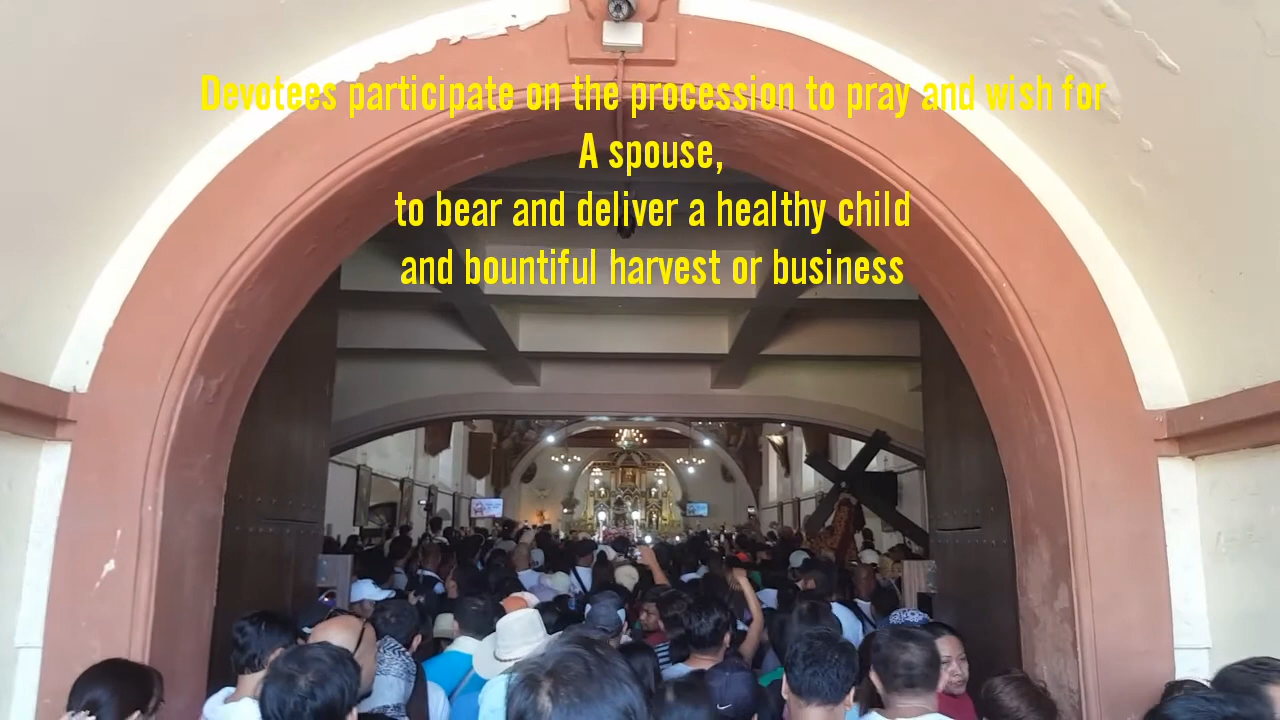 Devotees participate on the procession to pray and wish for
A spouse,
to bear and deliver a healthy child
and bountiful harvest or business